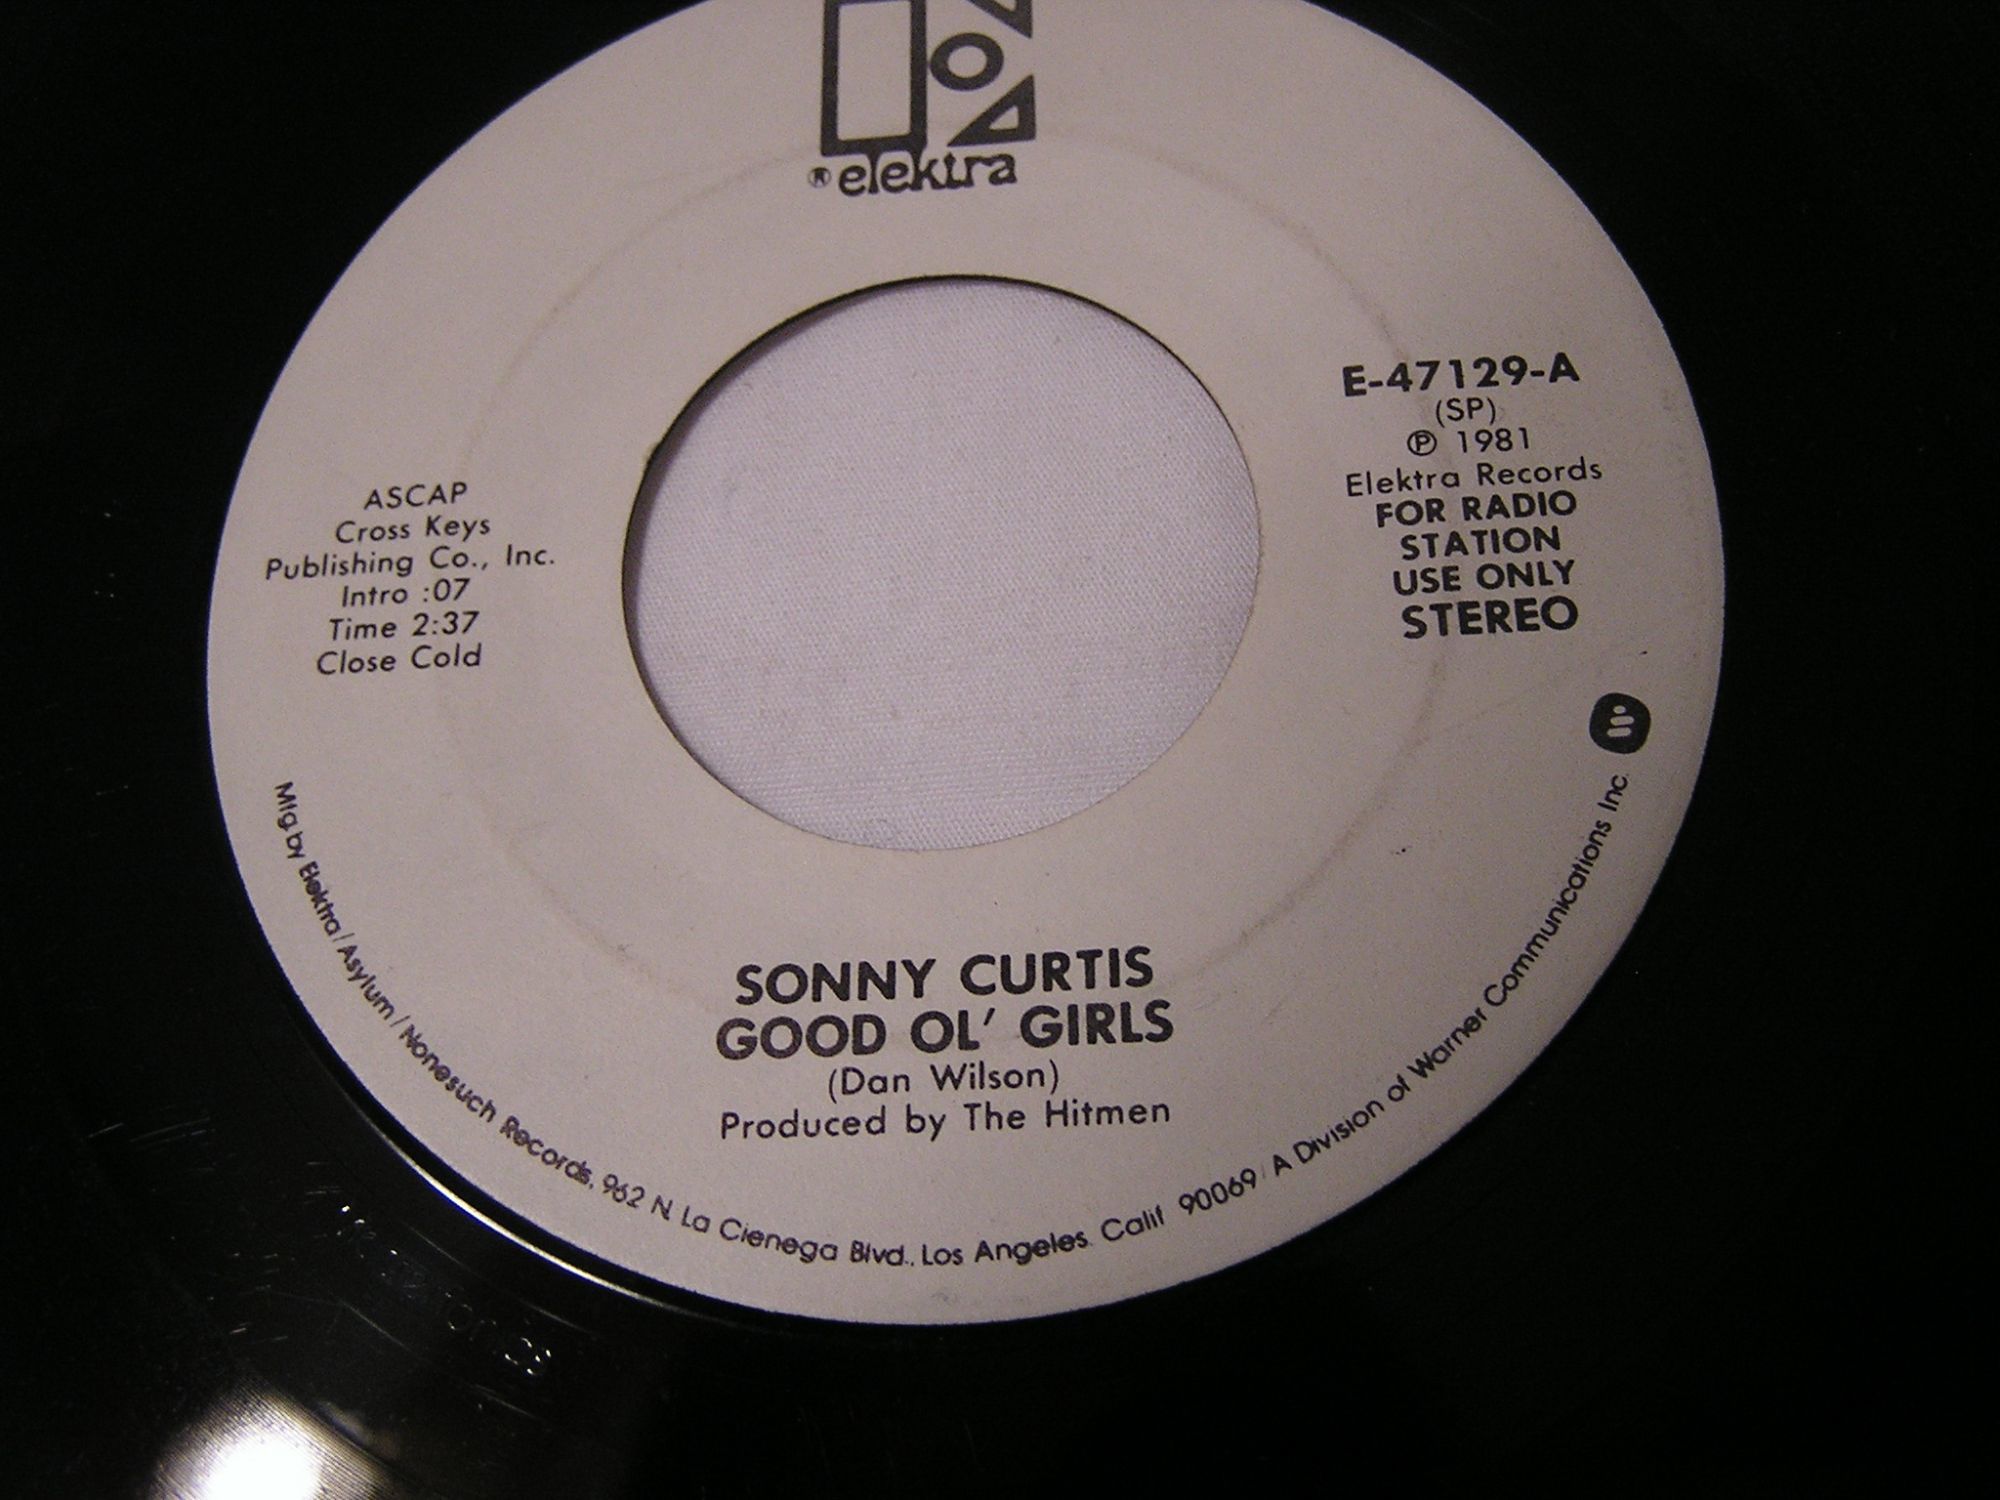 ® elektra
E-47129-A
(SP)
℗ 1981
Elektra Records
FOR RADIO
STATION
USE ONLY
STEREO
ASCAP
Cross Keys
Publishing Co., Inc.
Intro :07
Time 2:37
Close Cold
SONNY CURTIS
GOOD OL' GIRLS
(Dan Wilson)
Produced by The Hitmen
Mfg. by Elektra / Asylum / Nonesuch Records, 962 N. La Cienega Blvd., Los Angeles, Calif. 90069 / A Division of Warner Communications Inc.